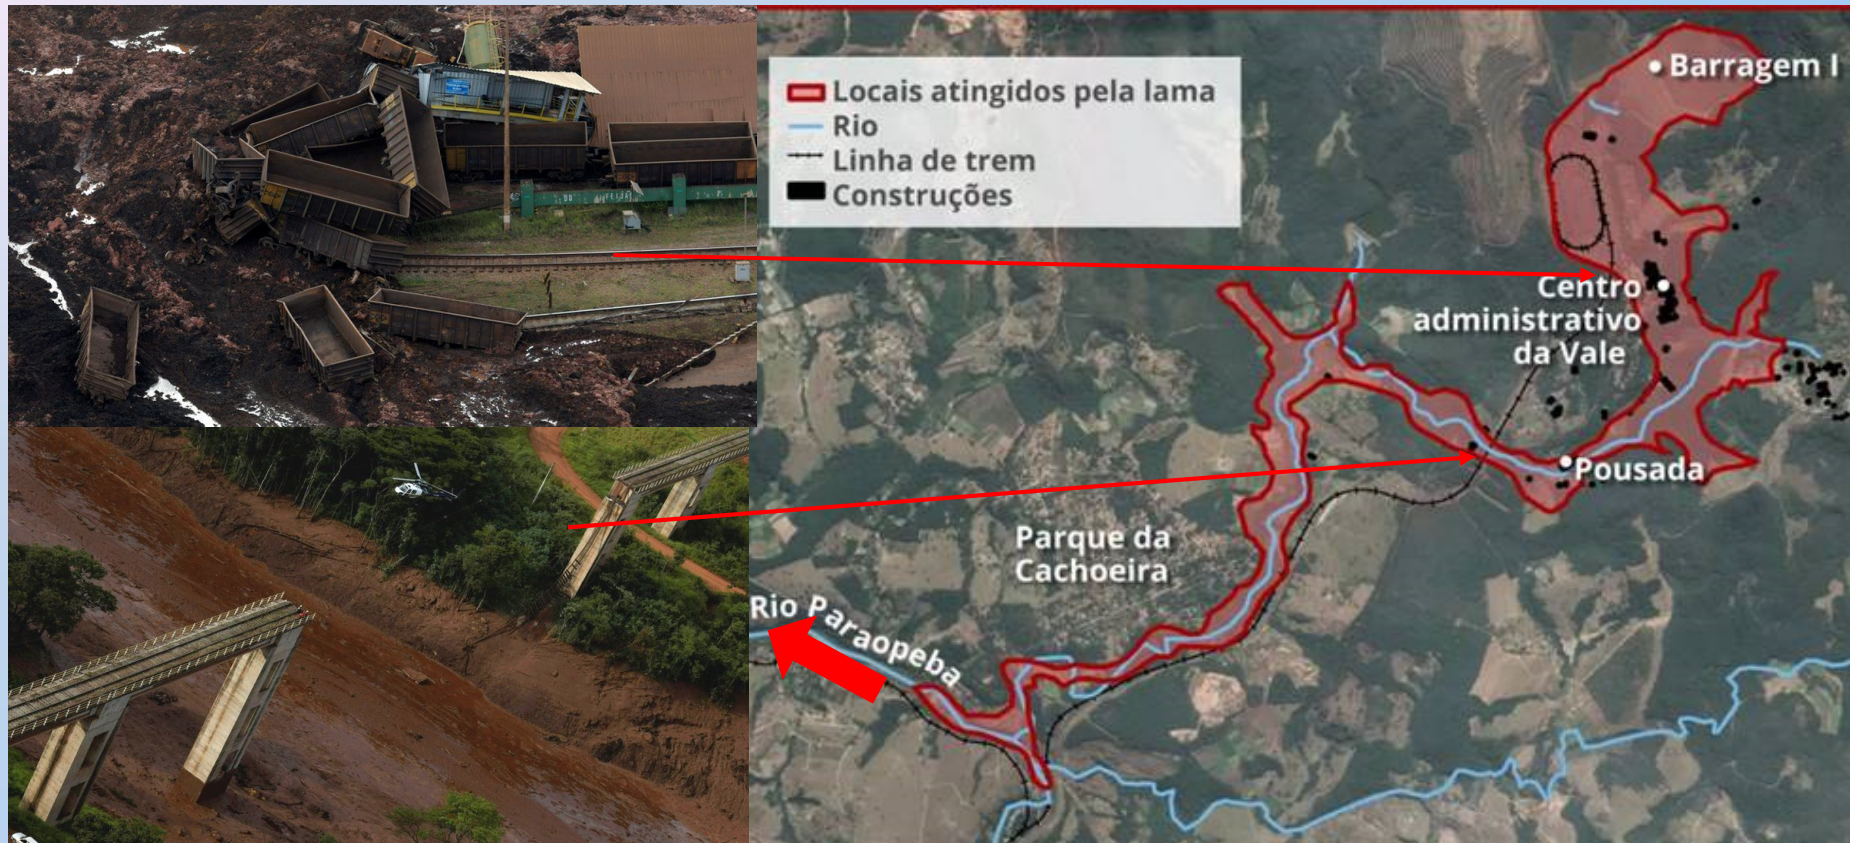 Locais atingidos pela lama
Rio
Linha de trem
Construções
Barragem I
Centro
administrativo
da Vale
Pousada
Parque da
Cachoeira
Rio Paraopeba